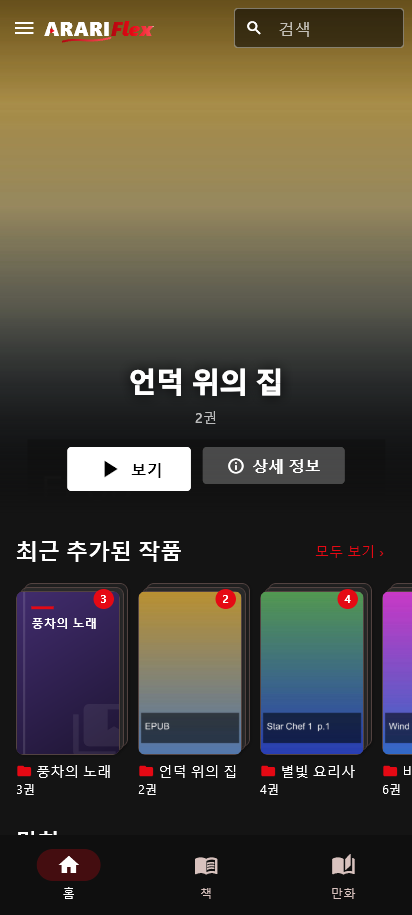 ARARIFlex
검색
언덕 위의 집
2권
보기
상세 정보
최근 추가된 작품
모두 보기 ›
3
2
4
풍차의 노래
EPUB
Star Chef 1 p.1
Wind
풍차의 노래
언덕 위의 집
별빛 요리사
3권
2권
4권
6권
홈
책
만화